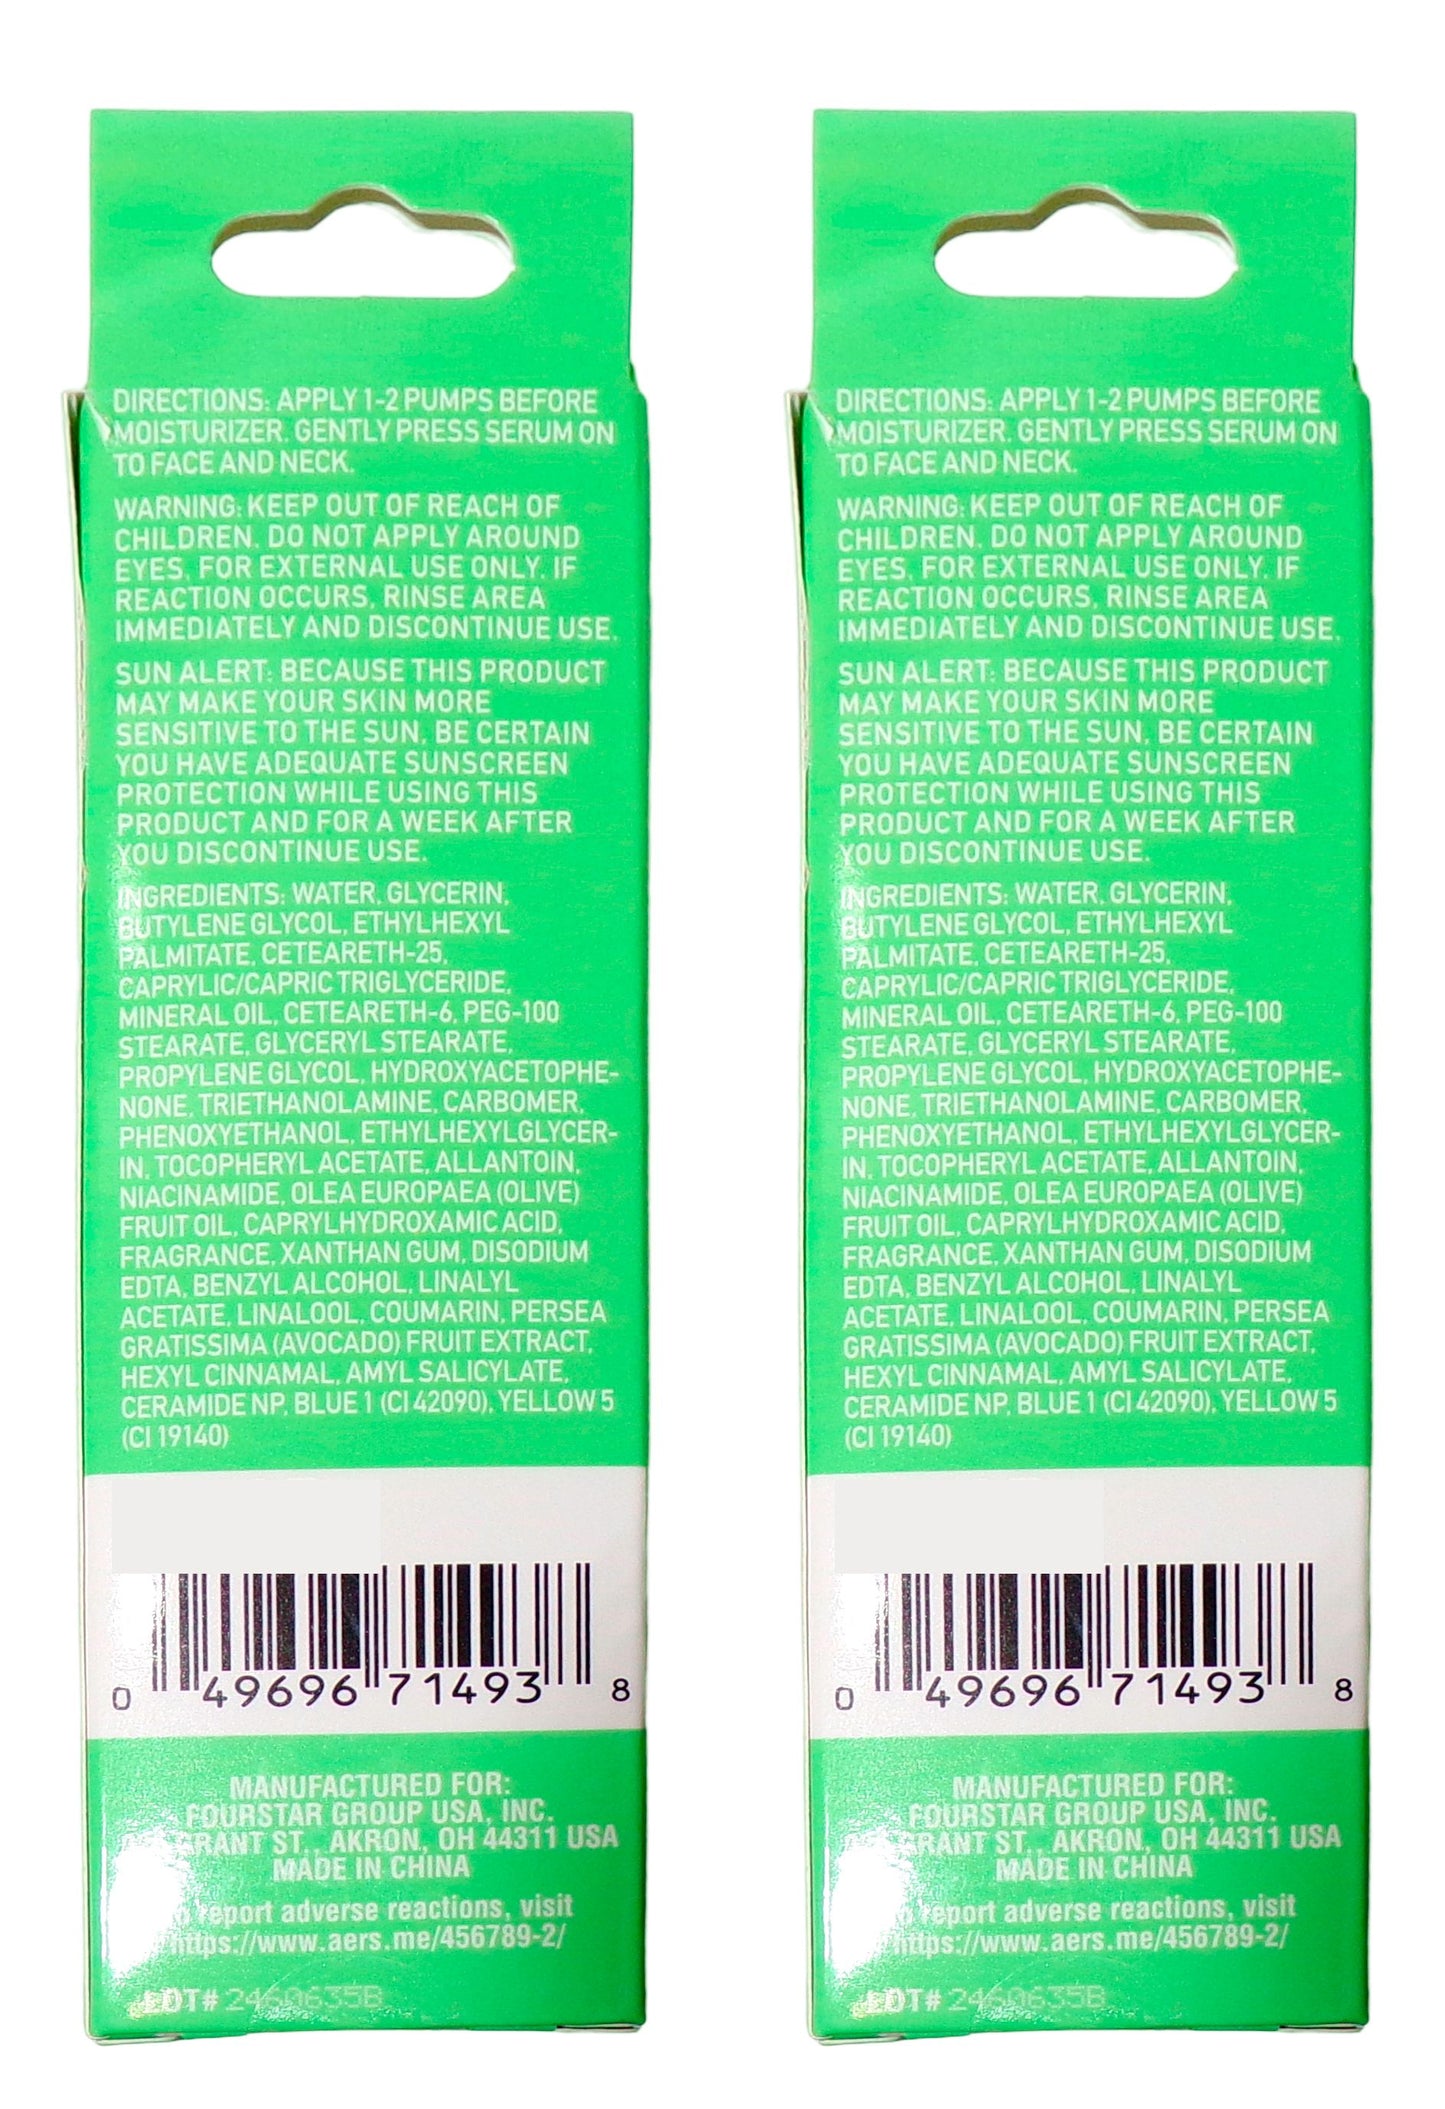 DIRECTIONS: APPLY 1-2 PUMPS BEFORE
MOISTURIZER. GENTLY PRESS SERUM ON
TO FACE AND NECK.
WARNING: KEEP OUT OF REACH OF
CHILDREN. DO NOT APPLY AROUND
EYES. FOR EXTERNAL USE ONLY. IF
REACTION OCCURS, RINSE AREA
IMMEDIATELY AND DISCONTINUE USE.
SUN ALERT: BECAUSE THIS PRODUCT
MAY MAKE YOUR SKIN MORE
SENSITIVE TO THE SUN, BE CERTAIN
YOU HAVE ADEQUATE SUNSCREEN
PROTECTION WHILE USING THIS
PRODUCT AND FOR A WEEK AFTER
YOU DISCONTINUE USE.
INGREDIENTS: WATER, GLYCERIN,
BUTYLENE GLYCOL, ETHYLHEXYL
PALMITATE, CETEARETH-25,
CAPRYLIC/CAPRIC TRIGLYCERIDE,
MINERAL OIL, CETEARETH-6, PEG-100
STEARATE, GLYCERYL STEARATE,
PROPYLENE GLYCOL, HYDROXYACETOPHE-
NONE, TRIETHANOLAMINE, CARBOMER,
PHENOXYETHANOL, ETHYLHEXYLGLYCER-
IN, TOCOPHERYL ACETATE, ALLANTOIN,
NIACINAMIDE, OLEA EUROPAEA (OLIVE)
FRUIT OIL, CAPRYLHYDROXAMIC ACID,
FRAGRANCE, XANTHAN GUM, DISODIUM
EDTA, BENZYL ALCOHOL, LINALYL
ACETATE, LINALOOL, COUMARIN, PERSEA
GRATISSIMA (AVOCADO) FRUIT EXTRACT,
HEXYL CINNAMAL, AMYL SALICYLATE,
CERAMIDE NP, BLUE 1 (CI 42090), YELLOW 5
(CI 19140)
0 49696 71493 8
MANUFACTURED FOR:
FOURSTAR GROUP USA, INC.
GRANT ST., AKRON, OH 44311 USA
MADE IN CHINA
report adverse reactions, visit
https://www.aers.me/456789-2/
LOT# 2460635B
DIRECTIONS: APPLY 1-2 PUMPS BEFORE
MOISTURIZER. GENTLY PRESS SERUM ON
TO FACE AND NECK.
WARNING: KEEP OUT OF REACH OF
CHILDREN. DO NOT APPLY AROUND
EYES. FOR EXTERNAL USE ONLY. IF
REACTION OCCURS, RINSE AREA
IMMEDIATELY AND DISCONTINUE USE.
SUN ALERT: BECAUSE THIS PRODUCT
MAY MAKE YOUR SKIN MORE
SENSITIVE TO THE SUN, BE CERTAIN
YOU HAVE ADEQUATE SUNSCREEN
PROTECTION WHILE USING THIS
PRODUCT AND FOR A WEEK AFTER
YOU DISCONTINUE USE.
INGREDIENTS: WATER, GLYCERIN,
BUTYLENE GLYCOL, ETHYLHEXYL
PALMITATE, CETEARETH-25,
CAPRYLIC/CAPRIC TRIGLYCERIDE,
MINERAL OIL, CETEARETH-6, PEG-100
STEARATE, GLYCERYL STEARATE,
PROPYLENE GLYCOL, HYDROXYACETOPHE-
NONE, TRIETHANOLAMINE, CARBOMER,
PHENOXYETHANOL, ETHYLHEXYLGLYCER-
IN, TOCOPHERYL ACETATE, ALLANTOIN,
NIACINAMIDE, OLEA EUROPAEA (OLIVE)
FRUIT OIL, CAPRYLHYDROXAMIC ACID,
FRAGRANCE, XANTHAN GUM, DISODIUM
EDTA, BENZYL ALCOHOL, LINALYL
ACETATE, LINALOOL, COUMARIN, PERSEA
GRATISSIMA (AVOCADO) FRUIT EXTRACT,
HEXYL CINNAMAL, AMYL SALICYLATE,
CERAMIDE NP, BLUE 1 (CI 42090), YELLOW 5
(CI 19140)
0 49696 71493 8
MANUFACTURED FOR:
FOURSTAR GROUP USA, INC.
GRANT ST., AKRON, OH 44311 USA
MADE IN CHINA
report adverse reactions, visit
https://www.aers.me/456789-2/
LOT# 2460635B